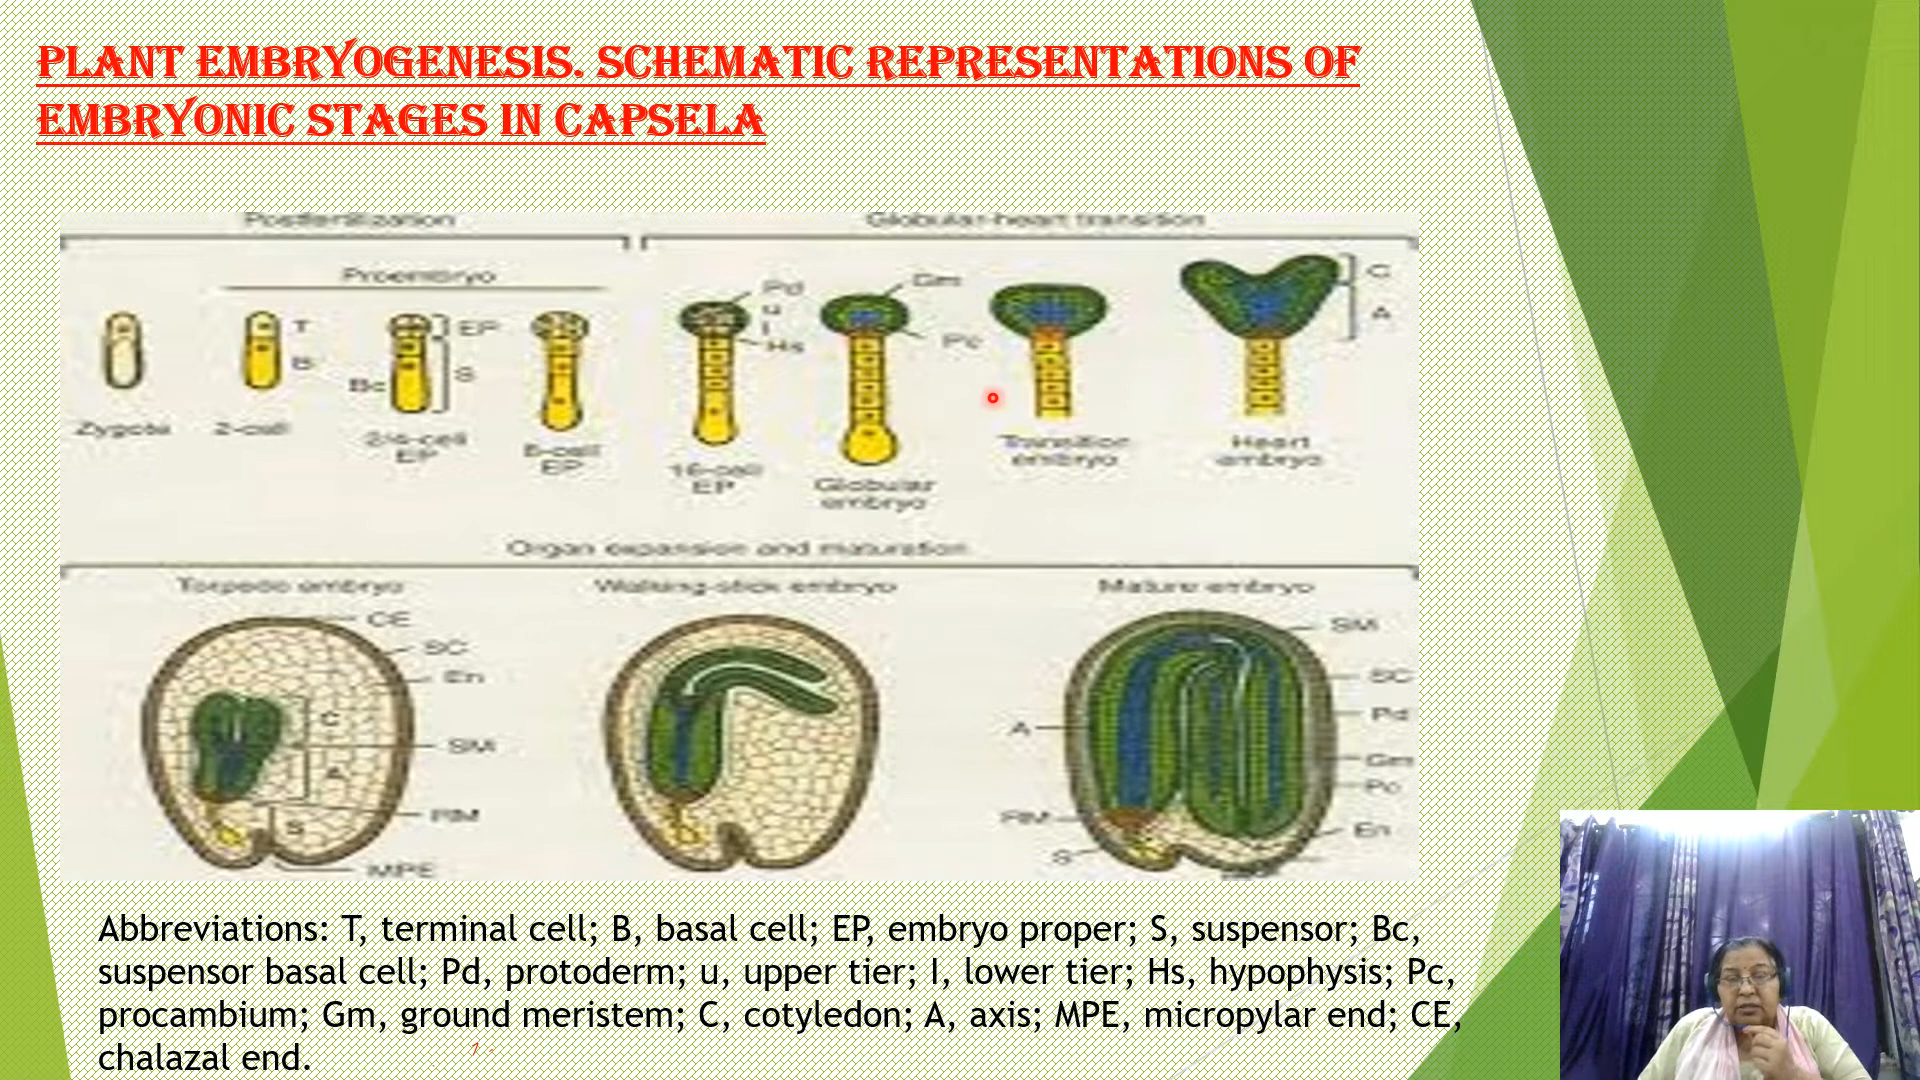 PLANT EMBRYOGENESIS. SCHEMATIC REPRESENTATIONS OF
EMBRYONIC STAGES IN CAPSELA
Postfertilization
Globular-heart transition
Proembryo
Pd
Gm
C
u
T
EP
l
A
Hs
Pc
B
S
Bc
Zygote
2-cell
2/4-cell
EP
8-cell
EP
16-cell
EP
Globular
embryo
Transition
embryo
Heart
embryo
Organ expansion and maturation
Torpedo embryo
Walking-stick embryo
Mature embryo
CE
SC
En
C
SM
A
RM
S
MPE
SM
SC
Pd
A
Gm
Pc
RM
En
S
Abbreviations: T, terminal cell; B, basal cell; EP, embryo proper; S, suspensor; Bc,
suspensor basal cell; Pd, protoderm; u, upper tier; I, lower tier; Hs, hypophysis; Pc,
procambium; Gm, ground meristem; C, cotyledon; A, axis; MPE, micropylar end; CE,
chalazal end.